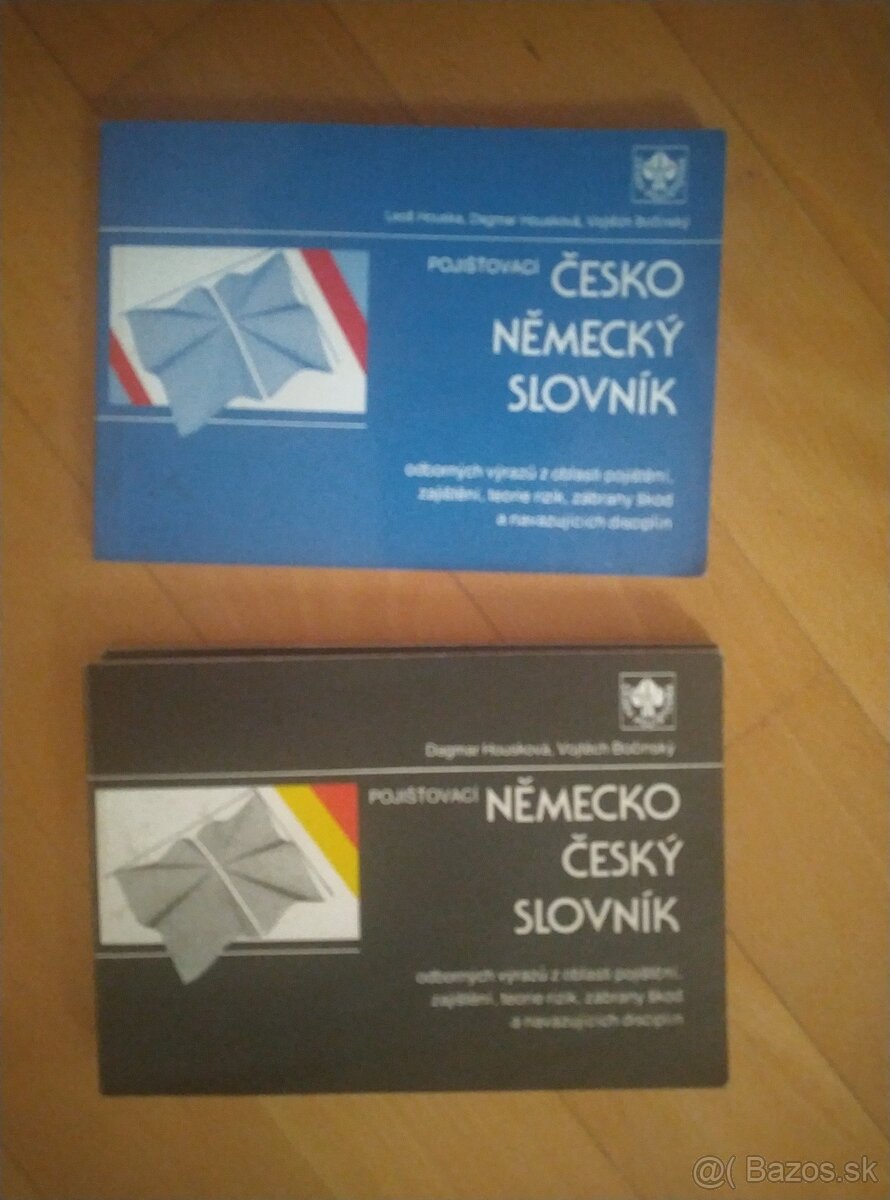 Houska, Dagmar Housková, Vojtěch Bočinský
POJIŠŤOVACÍ ČESKO
NĚMECKÝ
SLOVNÍK
odborných výrazů z oblasti pojištění,
zajištění, teorie rizik, zábrany škod
a navazujících disciplín
Dagmar Housková, Vojtěch Bočinský
POJIŠŤOVACÍ NĚMECKO
ČESKÝ
SLOVNÍK
odborných výrazů z oblasti pojištění,
zajištění, teorie rizik, zábrany škod
a navazujících disciplín
@( Bazos.sk